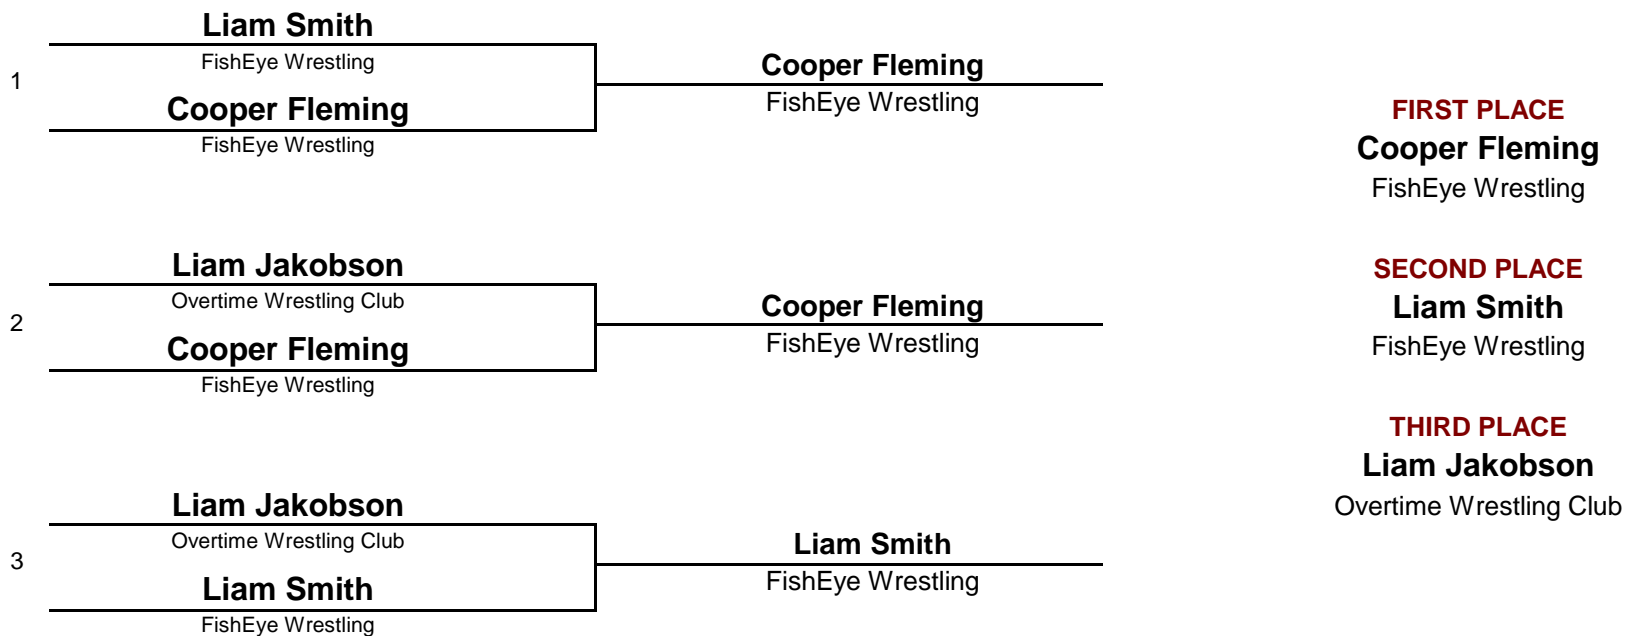 Liam Smith
FishEye Wrestling
1
Cooper Fleming
FishEye Wrestling
Cooper Fleming
FishEye Wrestling
Liam Jakobson
Overtime Wrestling Club
2
Cooper Fleming
FishEye Wrestling
Cooper Fleming
FishEye Wrestling
Liam Jakobson
Overtime Wrestling Club
3
Liam Smith
FishEye Wrestling
Liam Smith
FishEye Wrestling
FIRST PLACE
Cooper Fleming
FishEye Wrestling
SECOND PLACE
Liam Smith
FishEye Wrestling
THIRD PLACE
Liam Jakobson
Overtime Wrestling Club